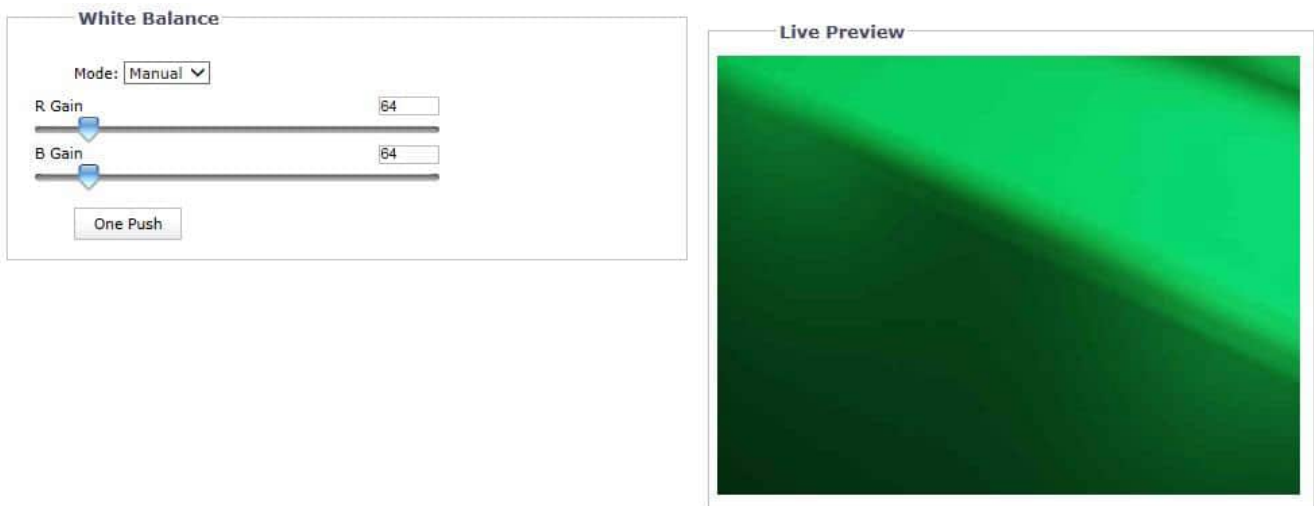 White Balance
Mode: Manual
R Gain 64
B Gain 64
One Push
Live Preview